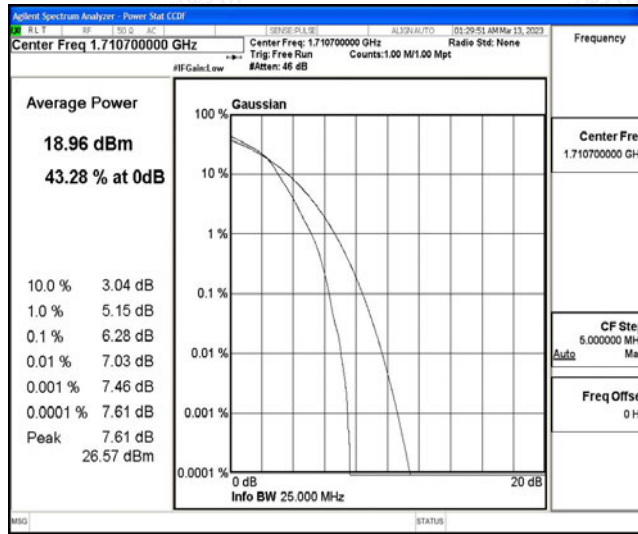 Agilent Spectrum Analyzer - Power Stat CCDF
RLT RF 50 Ω AC SENSE:PULSE ALIGN AUTO 01:29:51 AM Mar 13, 2023
Center Freq 1.710700000 GHz
Center Freq: 1.710700000 GHz Radio Std: None
Trig: Free Run Counts:1.00 M/1.00 Mpt
#IFGain:Low #Atten: 46 dB
Frequency
Average Power
18.96 dBm
43.28 % at 0dB
10.0 % 3.04 dB
1.0 % 5.15 dB
0.1 % 6.28 dB
0.01 % 7.03 dB
0.001 % 7.46 dB
0.0001 % 7.61 dB
Peak 7.61 dB
26.57 dBm
Gaussian
100 %
10 %
1 %
0.1 %
0.01 %
0.001 %
0.0001 %
0 dB 20 dB
Info BW 25.000 MHz
Center Fre
1.710700000 GH
CF Ste
5.000000 MH
Auto Ma
Freq Offse
0 H
MSG STATUS